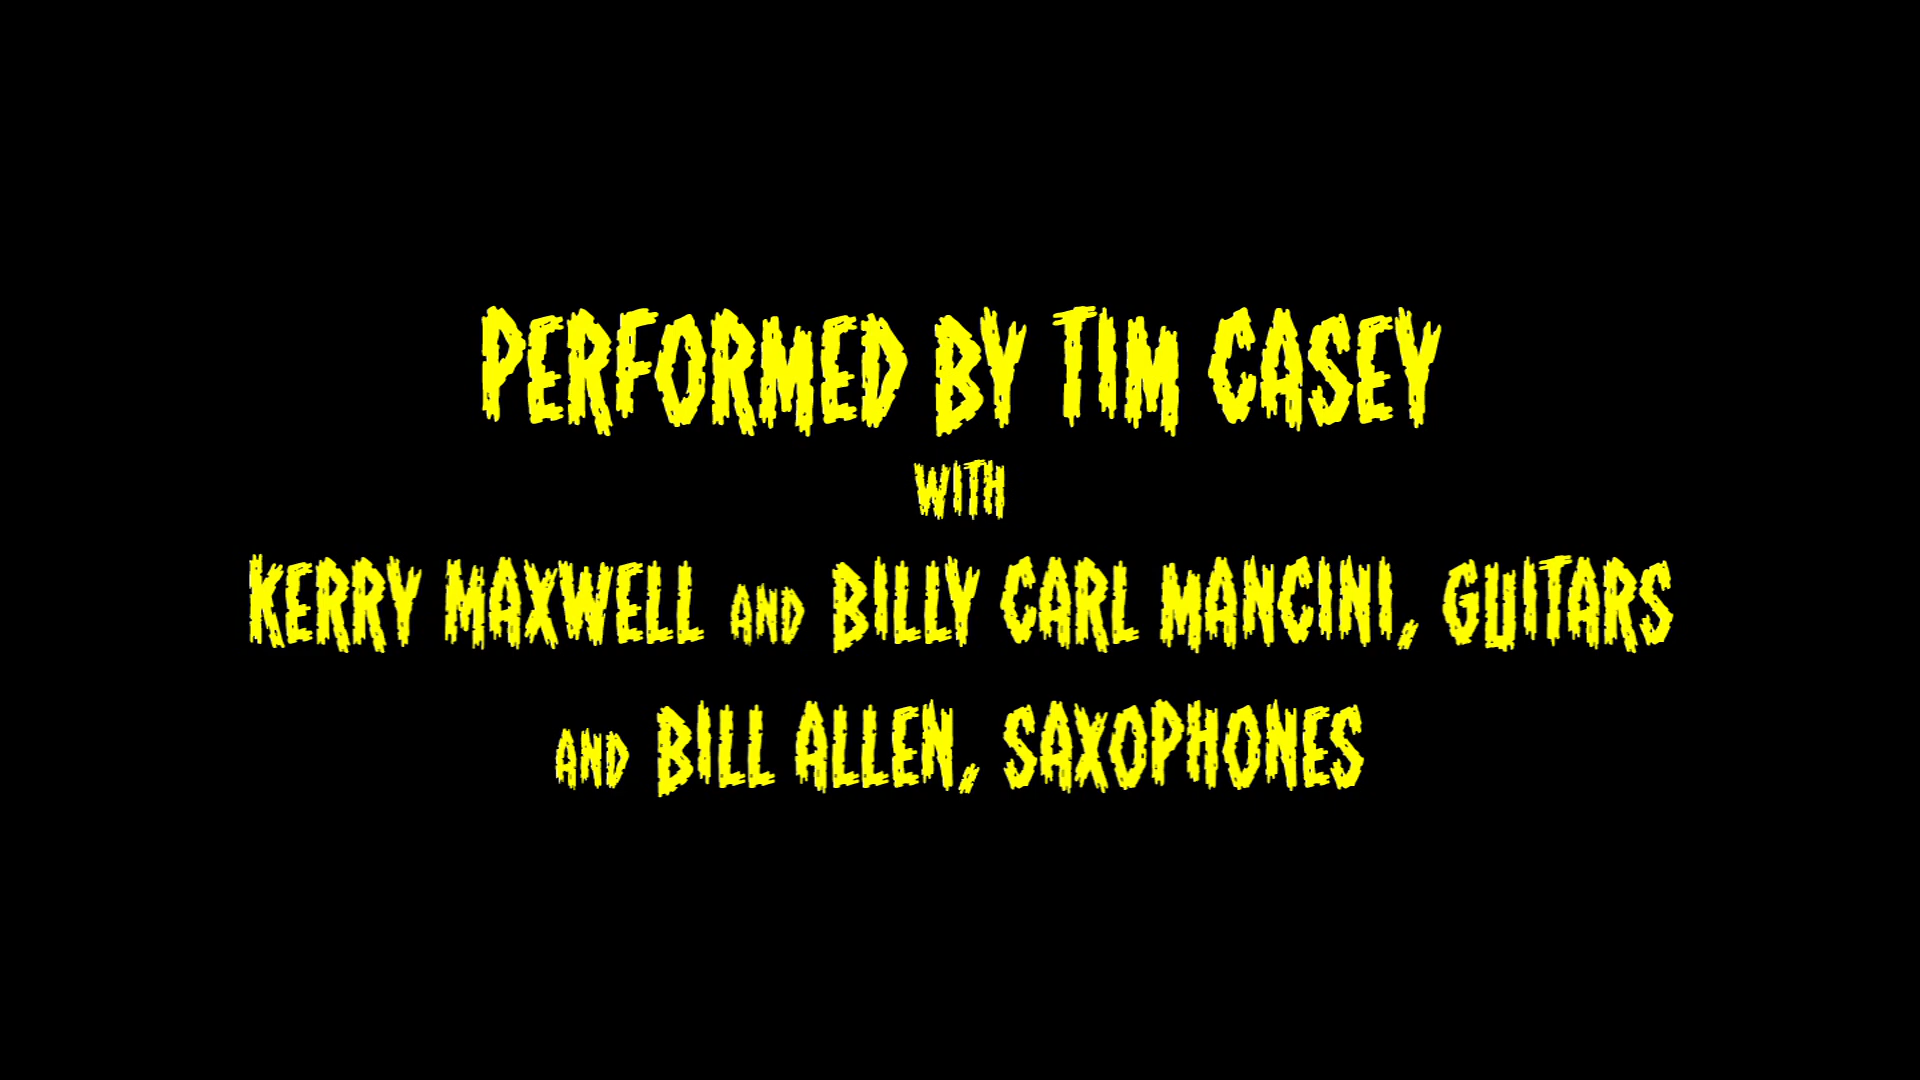 PERFORMED BY TIM CASEY
WITH
KERRY MAXWELL AND BILLY CARL MANCINI, GUITARS
AND BILL ALLEN, SAXOPHONES